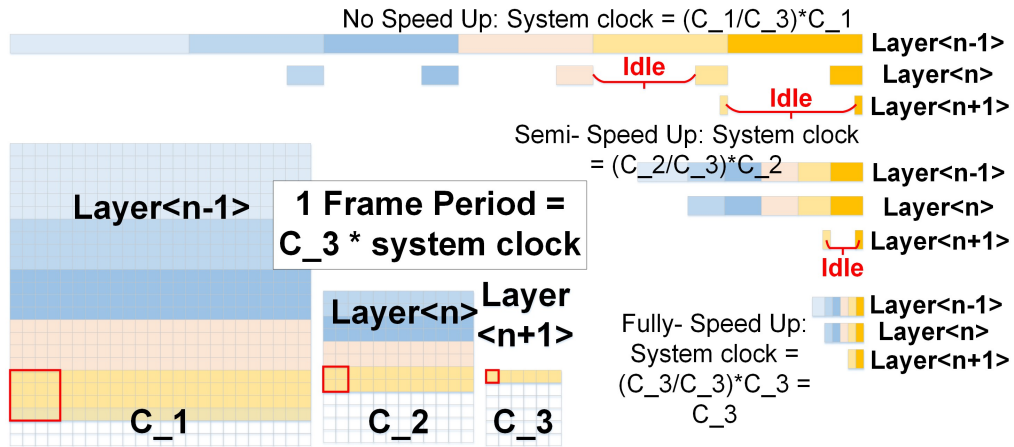 No Speed Up: System clock = (C_1/C_3)*C_1
Layer<n-1>
Idle
Layer<n>
Idle
Layer<n+1>
Semi- Speed Up: System clock
= (C_2/C_3)*C_2
Layer<n-1>
Layer<n>
Layer<n+1>
Idle
Layer<n-1>
1 Frame Period =
C_3 * system clock
Layer<n>
Layer
<n+1>
C_1
C_2
C_3
Fully- Speed Up:
System clock =
(C_3/C_3)*C_3 =
C_3
Layer<n-1>
Layer<n>
Layer<n+1>